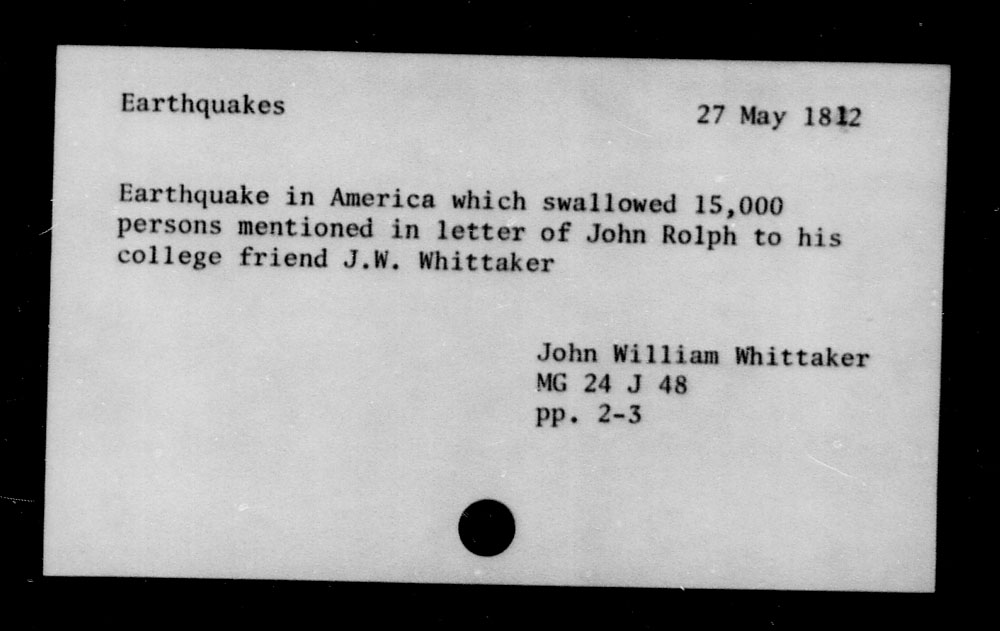 Earthquakes
27 May 1812
Earthquake in America which swallowed 15,000
persons mentioned in letter of John Rolph to his
college friend J.W. Whittaker
John William Whittaker
MG 24 J 48
pp. 2-3